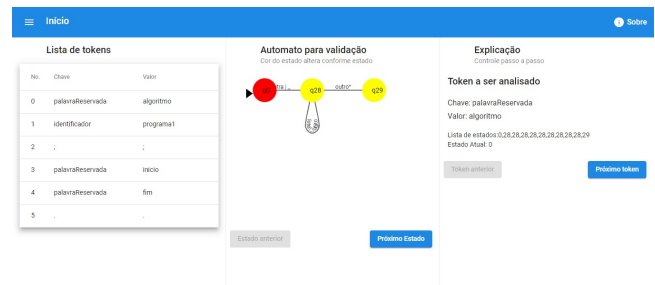 Início
Sobre
Lista de tokens
No. Chave Valor
0 palavraReservada algoritmo
1 identificador programa1
2 ; ;
3 palavraReservada inicio
4 palavraReservada fim
5 . .
Automato para validação
Cor do estado altera conforme estado
q28 outro* q29
Estado anterior
Próximo Estado
Explicação
Controle passo a passo
Token a ser analisado
Chave: palavraReservada
Valor: algoritmo
Lista de estados:0,28,28,28,28,28,28,28,28,28,29
Estado Atual: 0
Token anterior
Próximo token